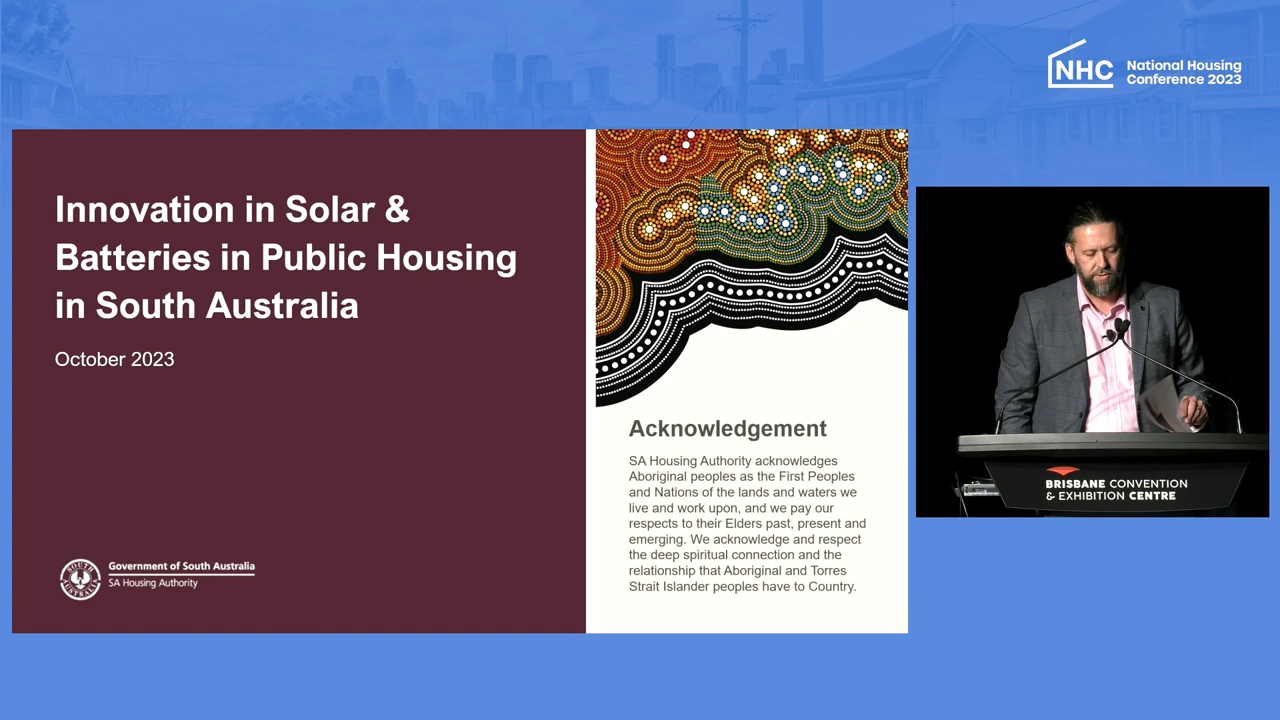 NHC
National Housing
Conference 2023
Innovation in Solar &
Batteries in Public Housing
in South Australia
October 2023
SOUTH AUSTRALIA
Government of South Australia
SA Housing Authority
Acknowledgement
SA Housing Authority acknowledges
Aboriginal peoples as the First Peoples
and Nations of the lands and waters we
live and work upon, and we pay our
respects to their Elders past, present and
emerging. We acknowledge and respect
the deep spiritual connection and the
relationship that Aboriginal and Torres
Strait Islander peoples have to Country.
BRISBANE CONVENTION
& EXHIBITION CENTRE